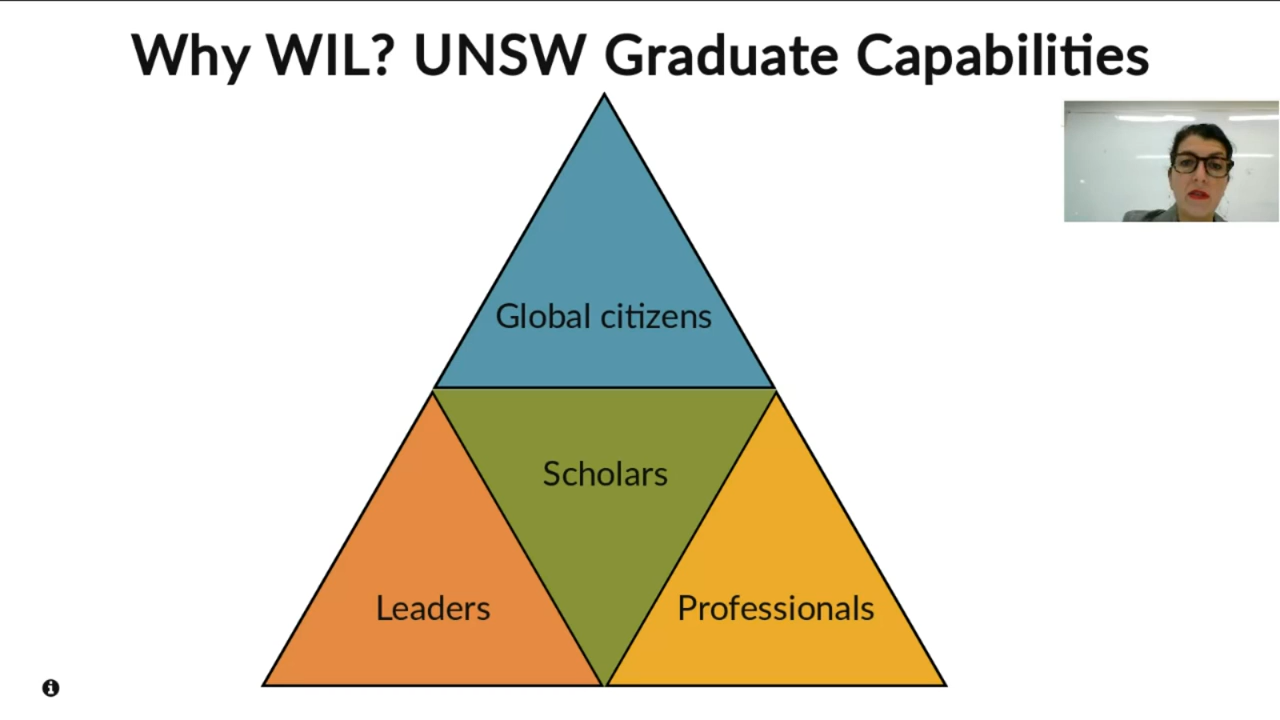 Why WIL? UNSW Graduate Capabilities
Global citizens
Scholars
Leaders
Professionals